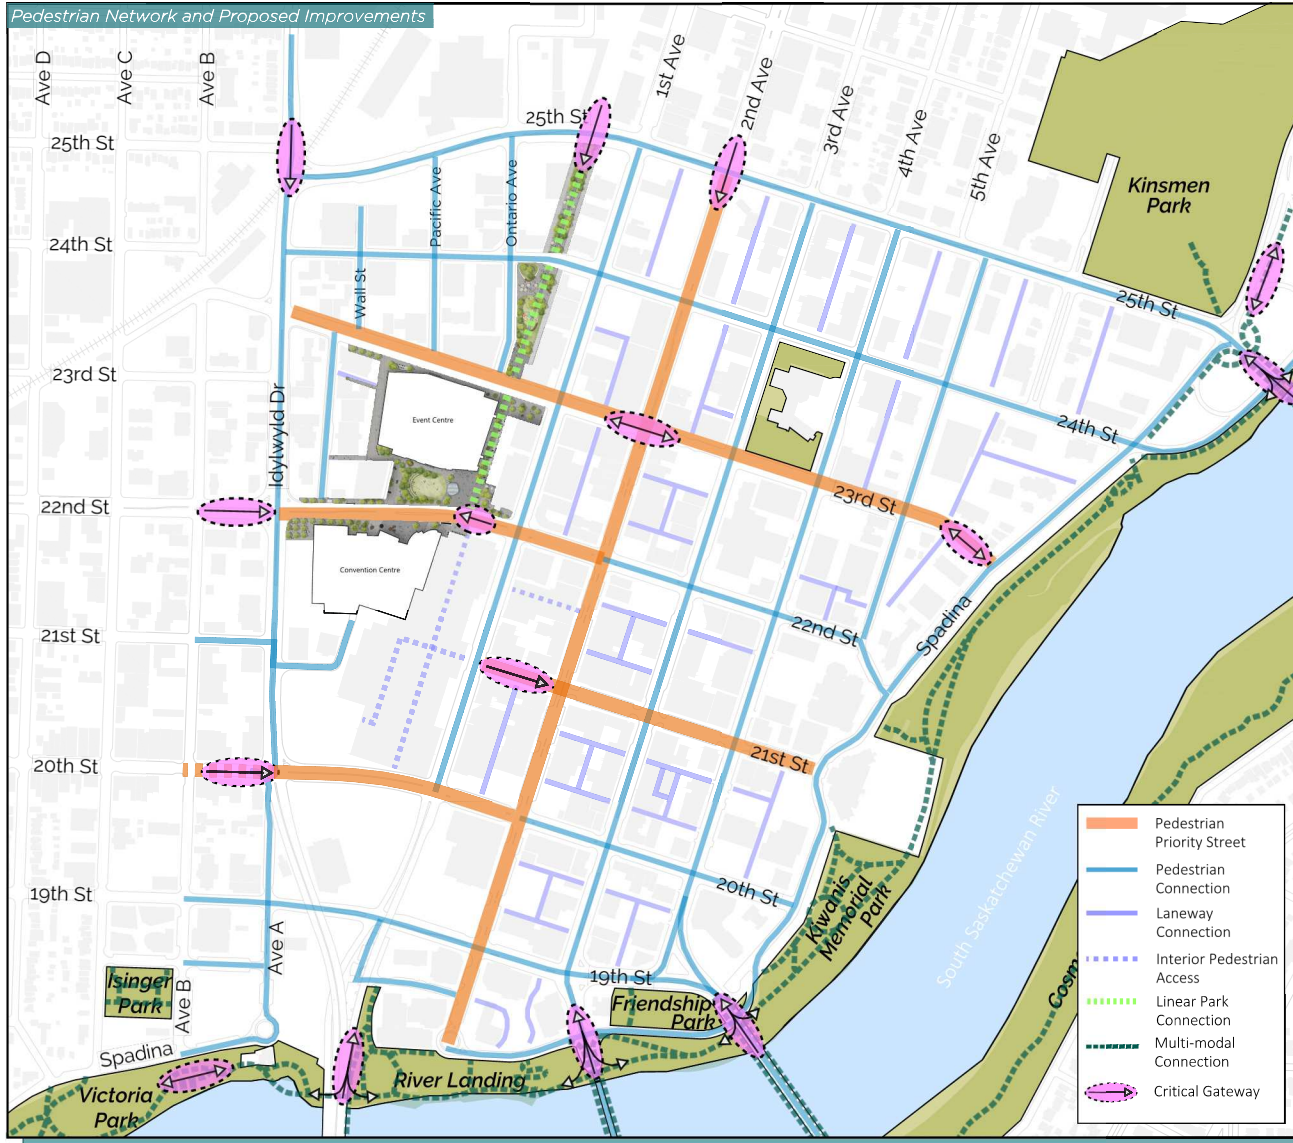 Pedestrian Network and Proposed Improvements
Ave D
Ave C
Ave B
1st Ave
2nd Ave
3rd Ave
4th Ave
5th Ave
25th St
25th St
Kinsmen
Park
Pacific Ave
Ontario Ave
24th St
Wall St
25th St
23rd St
Idylwyld Dr
Event Centre
24th St
22nd St
23rd St
Convention Centre
21st St
22nd St
Spadina
20th St
21st St
South Saskatchewan River
19th St
20th St
Kiwanis
Memorial
Park
Ave A
Isinger
Park
Ave B
19th St
Friendship
Park
Cosm
Spadina
River Landing
Victoria
Park
Pedestrian
Priority Street
Pedestrian
Connection
Laneway
Connection
Interior Pedestrian
Access
Linear Park
Connection
Multi-modal
Connection
Critical Gateway